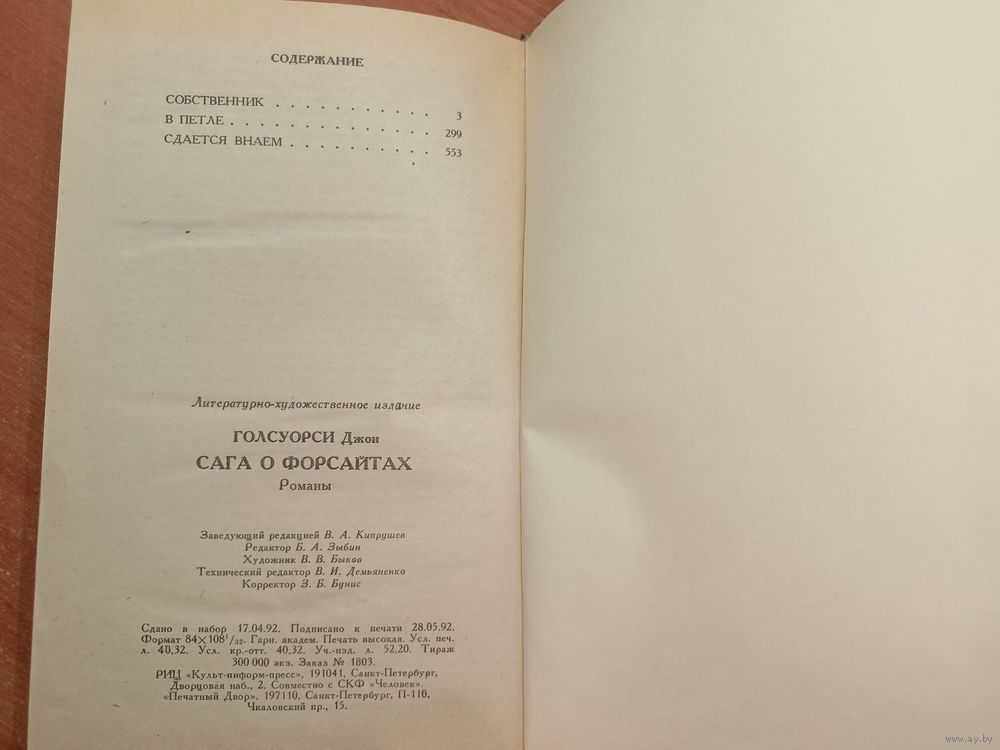 СОДЕРЖАНИЕ
СОБСТВЕННИК . . . . . . . . . . . 3
В ПЕТЛЕ . . . . . . . . . . . . . 299
СДАЕТСЯ ВНАЕМ . . . . . . . . . . 553
Литературно-художественное издание
ГОЛСУОРСИ Джон
САГА О ФОРСАЙТАХ
Романы
Заведующий редакцией В. А. Кипрушев
Редактор Б. А. Зыбин
Художник В. В. Быков
Технический редактор В. И. Демьяненко
Корректор З. Б. Бунис
Сдано в набор 17.04.92. Подписано к печати 28.05.92.
Формат 84×108¹/₃₂. Гарн. академ. Печать высокая. Усл. печ.
л. 40,32. Усл. кр.-отт. 40,32. Уч.-изд. л. 52,20. Тираж
300 000 экз. Заказ № 1803.
РИЦ «Культ-информ-пресс», 191041, Санкт-Петербург,
Дворцовая наб., 2. Совместно с СКФ «Человек».
«Печатный Двор». 197110, Санкт-Петербург, П-110,
Чкаловский пр., 15.
www.ay.by